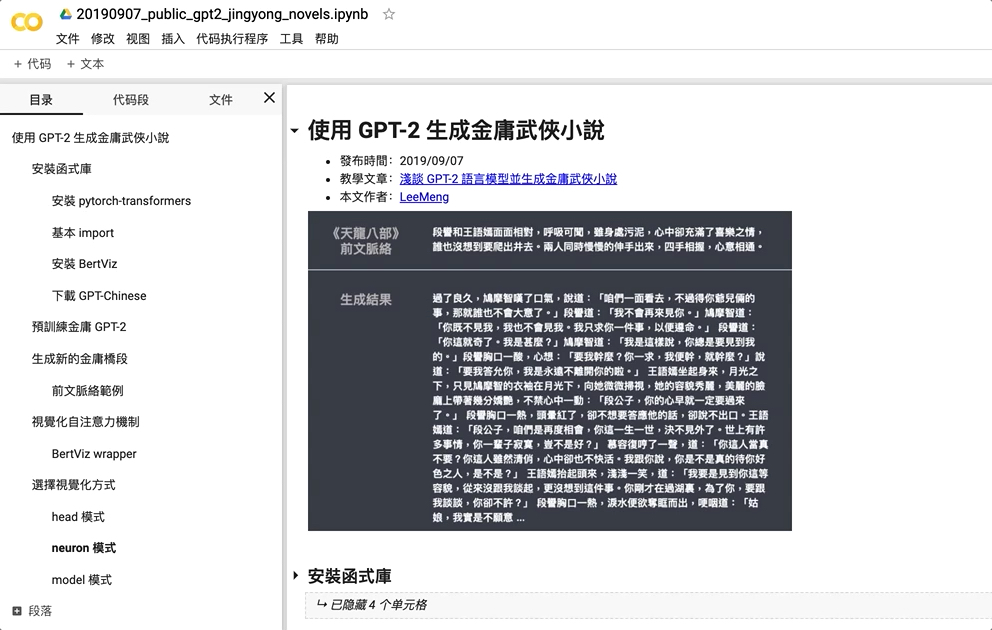 20190907_public_gpt2_jingyong_novels.ipynb
文件 修改 视图 插入 代码执行程序 工具 帮助
+ 代码 + 文本
目录 代码段 文件
使用 GPT-2 生成金庸武俠小說
安裝函式庫
安裝 pytorch-transformers
基本 import
安裝 BertViz
下載 GPT-Chinese
預訓練金庸 GPT-2
生成新的金庸橋段
前文脈絡範例
視覺化自注意力機制
BertViz wrapper
選擇視覺化方式
head 模式
neuron 模式
model 模式
段落
使用 GPT-2 生成金庸武俠小說
發布時間：2019/09/07
教學文章：淺談 GPT-2 語言模型並生成金庸武俠小說
本文作者：LeeMeng
《天龍八部》
前文脈絡
段譽和王語嫣面面相對，呼吸可聞，雖身處污泥，心中卻充滿了喜樂之情，
誰也沒想到要爬出井去。兩人同時慢慢的伸手出來，四手相握，心意相通。
生成結果
過了良久，鳩摩智嘆了口氣，說道：「咱們一面看去，不過得你爺兒倆的
事，那就誰也不會大意了。」段譽道：「我不會再來見你。」鳩摩智道：
「你既不見我，我也不會見我。我只求你一件事，以便遵命。」 段譽道：
「你這就奇了。我是甚麼？」鳩摩智道：「我是這樣說，你總是要見到我
的。」段譽胸口一酸，心想：「要我幹麼？你一求，我便幹，就幹麼？」說
道：「要我答允你，我是永遠不離開你的啦。」 王語嫣坐起身來，月光之
下，只見鳩摩智的衣袖在月光下，向她微微掃視，她的容貌秀麗，美麗的臉
龐上帶著幾分嬌艷，不禁心中一動：「段公子，你的心早就一定要過來
了。」 段譽胸口一熱，頭暈紅了，卻不想要答應他的話，卻說不出口。王語
嫣道：「段公子，咱們是再度相會，你這一生一世，決不見外了。世上有許
多事情，你一輩子寂寞，豈不是好？」 慕容復哼了一聲，道：「你這人當真
不要？你這人雖然清俏，心中卻也不快活。我跟你說，你是不是真的待你好
色之人，是不是？」 王語嫣抬起頭來，淺淺一笑，道：「我要是見到你這等
容貌，從來沒跟我談起，更沒想到這件事。你剛才在過湖裏，為了你，要跟
我談談，你卻不許？」 段譽胸口一熱，淚水便欲奪眶而出，哽咽道：「姑
娘，我實是不願意 ...
安裝函式庫
已隐藏 4 个单元格